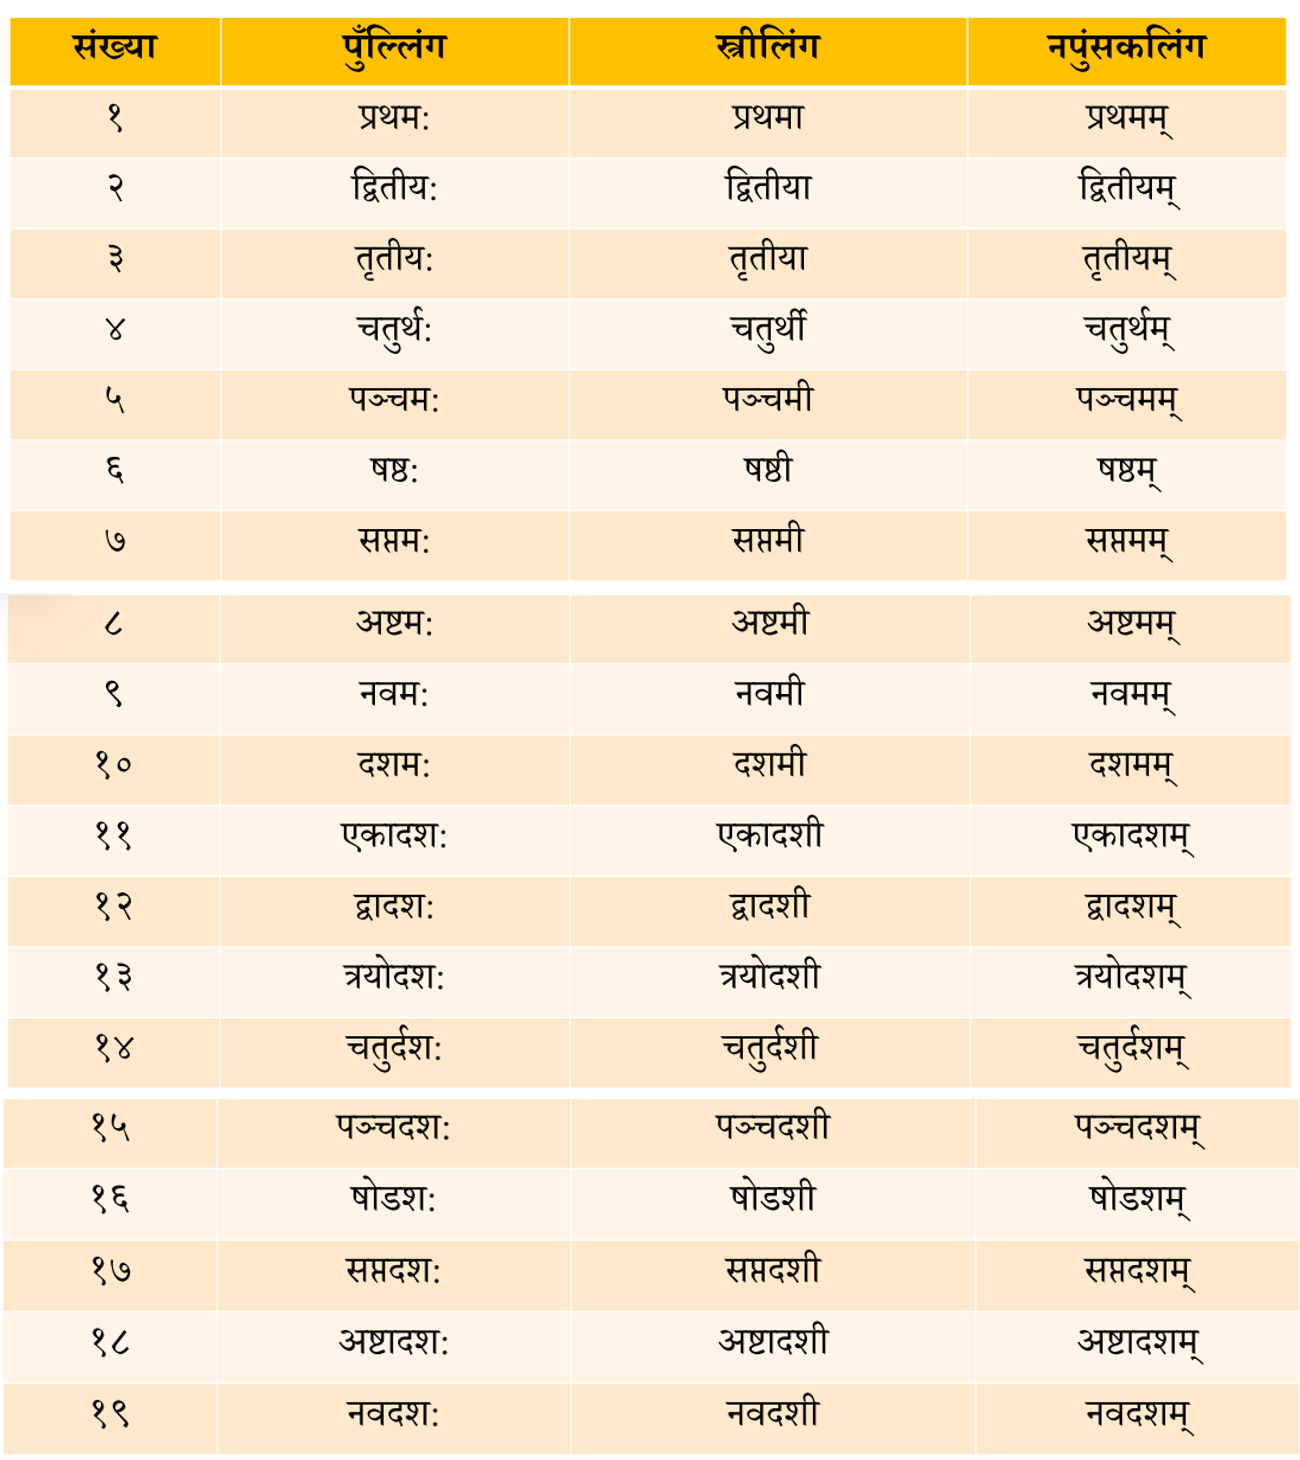 संख्या पुँल्लिंग स्त्रीलिंग नपुंसकलिंग
१ प्रथम: प्रथमा प्रथमम्
२ द्वितीय: द्वितीया द्वितीयम्
३ तृतीय: तृतीया तृतीयम्
४ चतुर्थ: चतुर्थी चतुर्थम्
५ पञ्चम: पञ्चमी पञ्चमम्
६ षष्ठ: षष्ठी षष्ठम्
७ सप्तम: सप्तमी सप्तमम्
८ अष्टम: अष्टमी अष्टमम्
९ नवम: नवमी नवमम्
१० दशम: दशमी दशमम्
११ एकादश: एकादशी एकादशम्
१२ द्वादश: द्वादशी द्वादशम्
१३ त्रयोदश: त्रयोदशी त्रयोदशम्
१४ चतुर्दश: चतुर्दशी चतुर्दशम्
१५ पञ्चदश: पञ्चदशी पञ्चदशम्
१६ षोडश: षोडशी षोडशम्
१७ सप्तदश: सप्तदशी सप्तदशम्
१८ अष्टादश: अष्टादशी अष्टादशम्
१९ नवदश: नवदशी नवदशम्